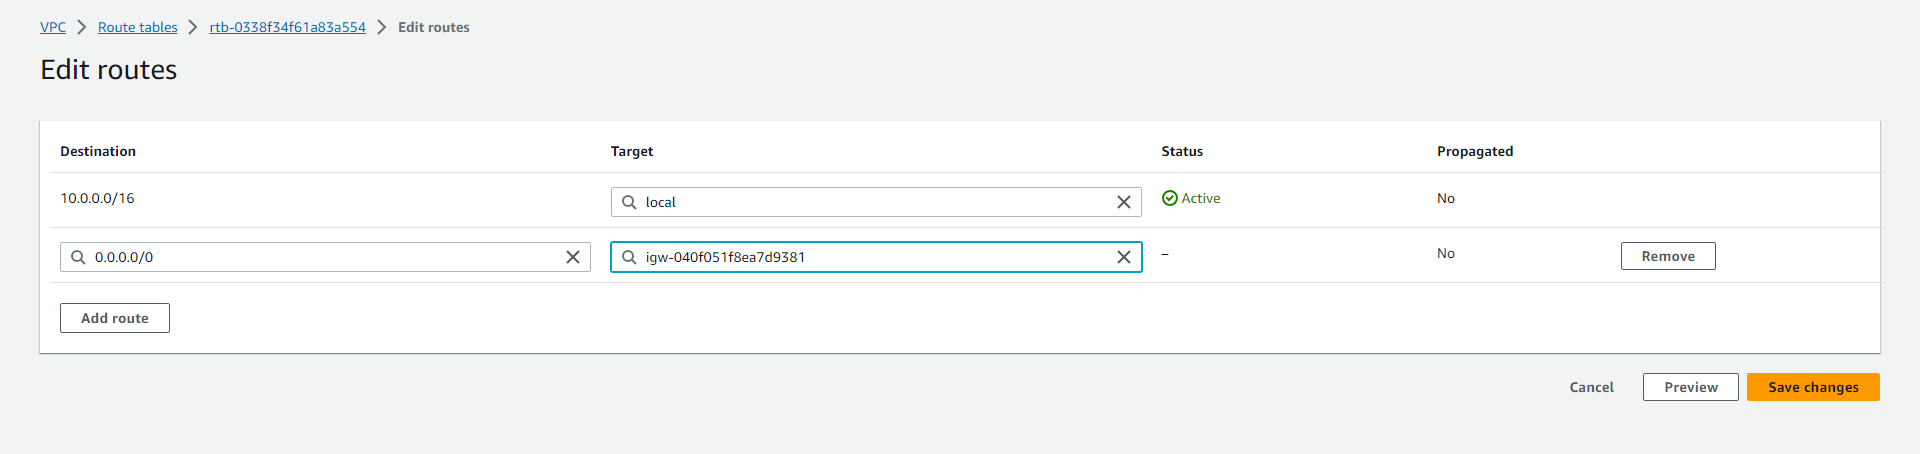 VPC > Route tables > rtb-0338f34f61a83a554 > Edit routes
Edit routes
Destination Target Status Propagated
10.0.0.0/16 local Active No
0.0.0.0/0 igw-040f051f8ea7d9381 – No Remove
Add route
Cancel Preview Save changes